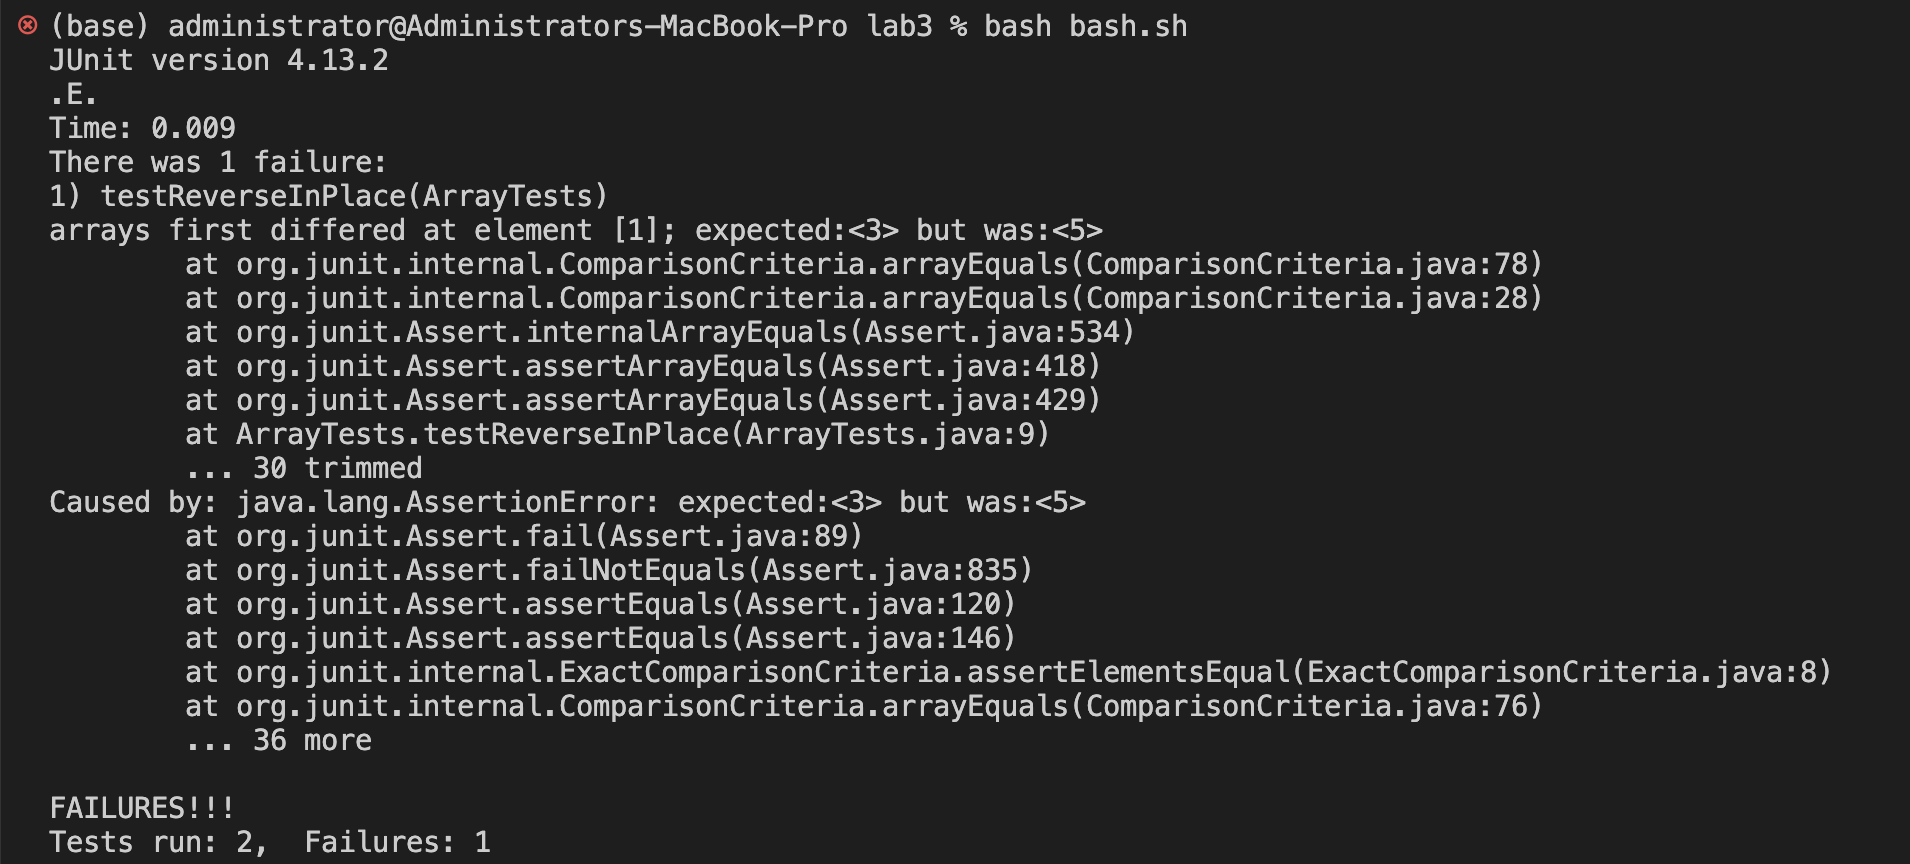 (base) administrator@Administrators-MacBook-Pro lab3 % bash bash.sh
JUnit version 4.13.2
.E.
Time: 0.009
There was 1 failure:
1) testReverseInPlace(ArrayTests)
arrays first differed at element [1]; expected:<3> but was:<5>
        at org.junit.internal.ComparisonCriteria.arrayEquals(ComparisonCriteria.java:78)
        at org.junit.internal.ComparisonCriteria.arrayEquals(ComparisonCriteria.java:28)
        at org.junit.Assert.internalArrayEquals(Assert.java:534)
        at org.junit.Assert.assertArrayEquals(Assert.java:418)
        at org.junit.Assert.assertArrayEquals(Assert.java:429)
        at ArrayTests.testReverseInPlace(ArrayTests.java:9)
        ... 30 trimmed
Caused by: java.lang.AssertionError: expected:<3> but was:<5>
        at org.junit.Assert.fail(Assert.java:89)
        at org.junit.Assert.failNotEquals(Assert.java:835)
        at org.junit.Assert.assertEquals(Assert.java:120)
        at org.junit.Assert.assertEquals(Assert.java:146)
        at org.junit.internal.ExactComparisonCriteria.assertElementsEqual(ExactComparisonCriteria.java:8)
        at org.junit.internal.ComparisonCriteria.arrayEquals(ComparisonCriteria.java:76)
        ... 36 more

FAILURES!!!
Tests run: 2,  Failures: 1